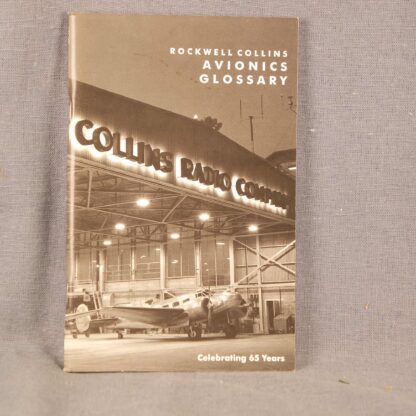 ROCKWELL COLLINS
AVIONICS
GLOSSARY
COLLINS RADIO COMPANY
Celebrating 65 Years